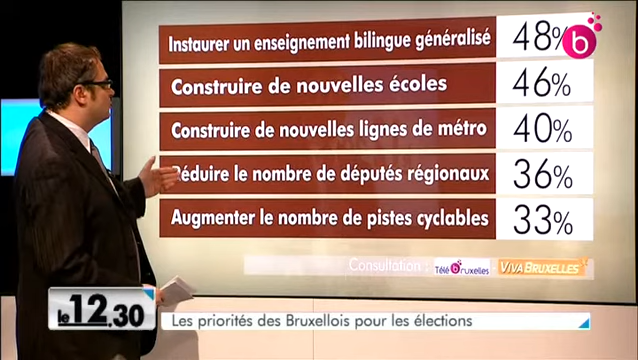 Instaurer un enseignement bilingue généralisé 48%
b
Construire de nouvelles écoles 46%
Construire de nouvelles lignes de métro 40%
Réduire le nombre de députés régionaux 36%
Augmenter le nombre de pistes cyclables 33%
Consultation : Télé bruxelles - VIVABRUXELLES
le 12.30
Les priorités des Bruxellois pour les élections